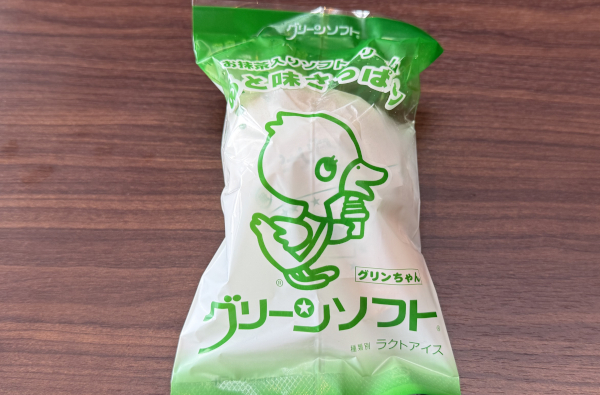 グリーンソフト
お抹茶入りソフトクリーム
と味さっぱり
®
グリンちゃん
グリーンソフト
種類別 ラクトアイス